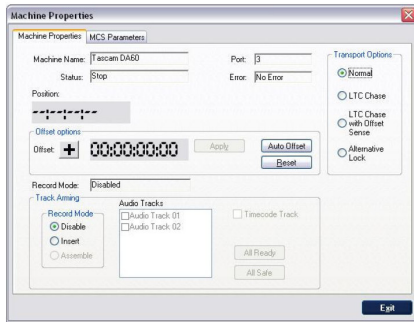 Machine Properties
Machine Properties MCS Parameters
Machine Name: Tascam DA60 Port: 3
Status: Stop Error: No Error
Position:
--:--:--:--
Offset options
Offset: + 00:00:00:00 Apply Auto Offset
Reset
Transport Options
Normal
LTC Chase
LTC Chase
with Offset
Sense
Alternative
Lock
Record Mode: Disabled
Track Arming
Record Mode
Disable
Insert
Assemble
Audio Tracks
Audio Track 01
Audio Track 02
Timecode Track
All Ready
All Safe
Exit